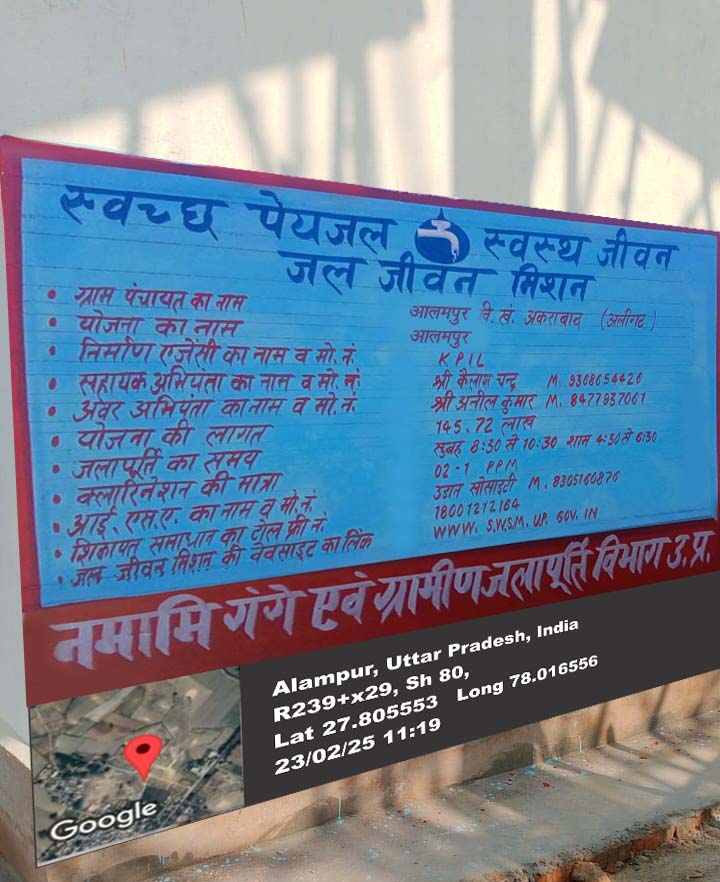 स्वच्छ पेयजल स्वस्थ जीवन
जल जीवन मिशन
• ग्राम पंचायत का नाम आलमपुर वि. खं. अकराबाद (अलीगढ़)
• योजना का नाम आलमपुर
• निर्माण एजेंसी का नाम व मो. नं. KPIL
• सहायक अभियंता का नाम व मो. नं. श्री कैलाश चन्द्र M. 9308654420
• अवर अभियंता का नाम व मो. नं. श्री अनील कुमार M. 8477937061
• योजना की लागत 145.72 लाख
• जलापूर्ति का समय सुबह 8:30 से 10:30 शाम 4:30 से 6:30
• क्लोरिनेशन की मात्रा 02-1 PPM
• आई. एस. ए. का नाम व मो. नं. उडान सोसाइटी M. 8305160876
• शिकायत समाधान का टोल फ्री नं. 18001212164
• जल जीवन मिशन की वेबसाइट का लिंक WWW. S.W.S.M. UP. GOV. IN
नमामि गंगे एवं ग्रामीण जलापूर्ति विभाग उ.प्र.
Alampur, Uttar Pradesh, India
R239+x29, Sh 80,
Lat 27.805553 Long 78.016556
23/02/25 11:19
Google